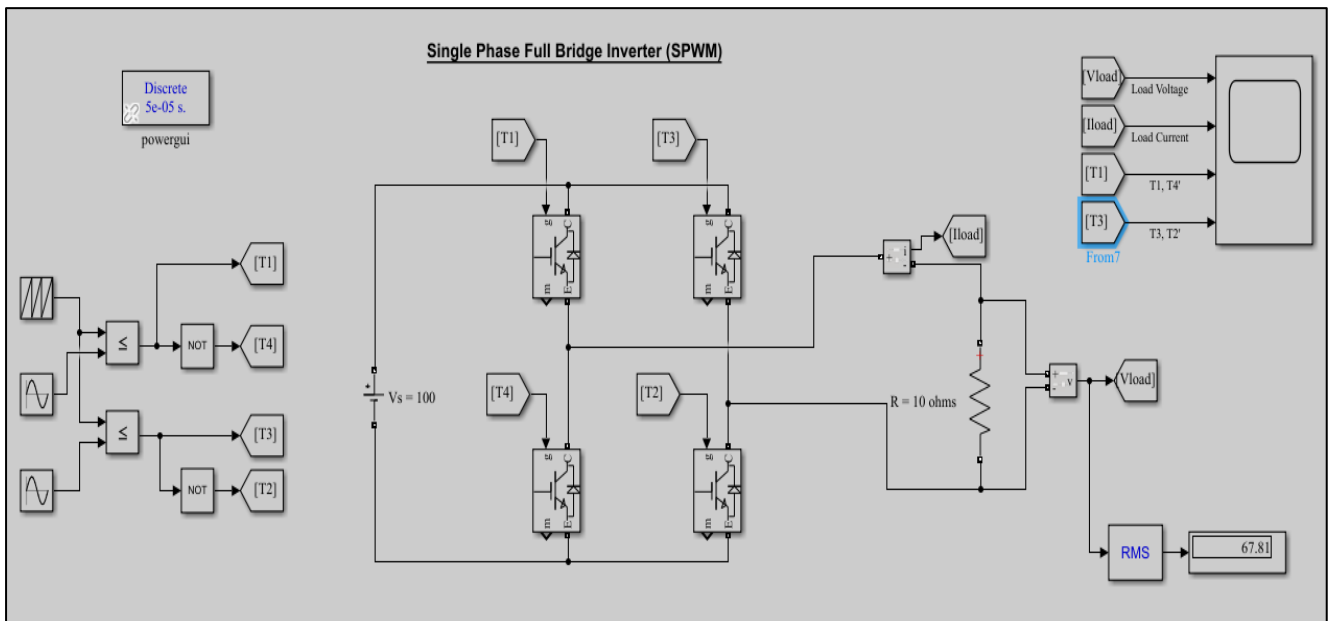 Single Phase Full Bridge Inverter (SPWM)
Discrete
5e-05 s.
powergui
[Vload]
Load Voltage
[Iload]
Load Current
[T1]
T1, T4'
[T3]
T3, T2'
From7
[T1]
[T3]
g
C
m
E
g
C
m
E
[Iload]
+
i
-
[T1]
≤
NOT
[T4]
≤
[T3]
NOT
[T2]
+
Vs = 100
[T4]
[T2]
g
C
m
E
g
C
m
E
+
R = 10 ohms
+
-
v
Vload]
RMS
67.81